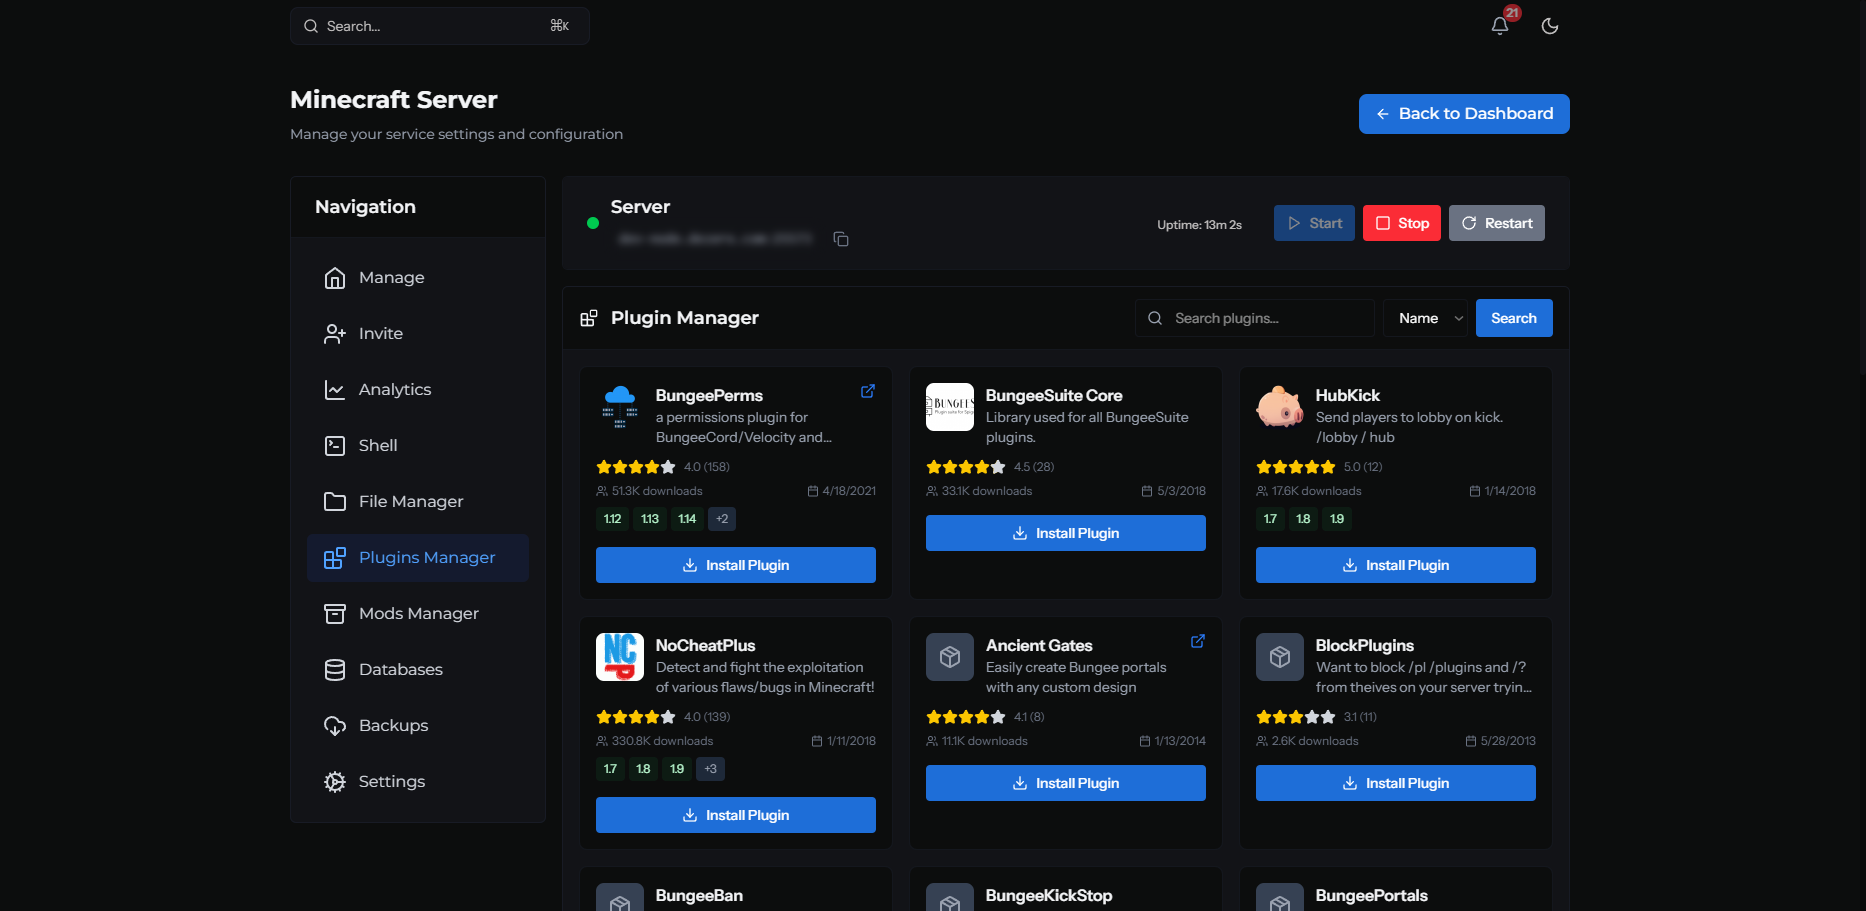 Search...
⌘K
21
Minecraft Server
Manage your service settings and configuration
Back to Dashboard
Navigation
Manage
Invite
Analytics
Shell
File Manager
Plugins Manager
Mods Manager
Databases
Backups
Settings
Server
Uptime: 13m 2s
Start
Stop
Restart
Plugin Manager
Search plugins...
Name
Search
BungeePerms
a permissions plugin for
BungeeCord/Velocity and...
4.0 (158)
51.3K downloads
4/18/2021
1.12 1.13 1.14 +2
Install Plugin
BungeeSuite Core
Library used for all BungeeSuite
plugins.
4.5 (28)
33.1K downloads
5/3/2018
Install Plugin
HubKick
Send players to lobby on kick.
/lobby / hub
5.0 (12)
17.6K downloads
1/14/2018
1.7 1.8 1.9
Install Plugin
NCP
NoCheatPlus
Detect and fight the exploitation
of various flaws/bugs in Minecraft!
4.0 (139)
330.8K downloads
1/11/2018
1.7 1.8 1.9 +3
Install Plugin
Ancient Gates
Easily create Bungee portals
with any custom design
4.1 (8)
11.1K downloads
1/13/2014
Install Plugin
BlockPlugins
Want to block /pl /plugins and /?
from theives on your server tryin...
3.1 (11)
2.6K downloads
5/28/2013
Install Plugin
BungeeBan
BungeeKickStop
BungeePortals